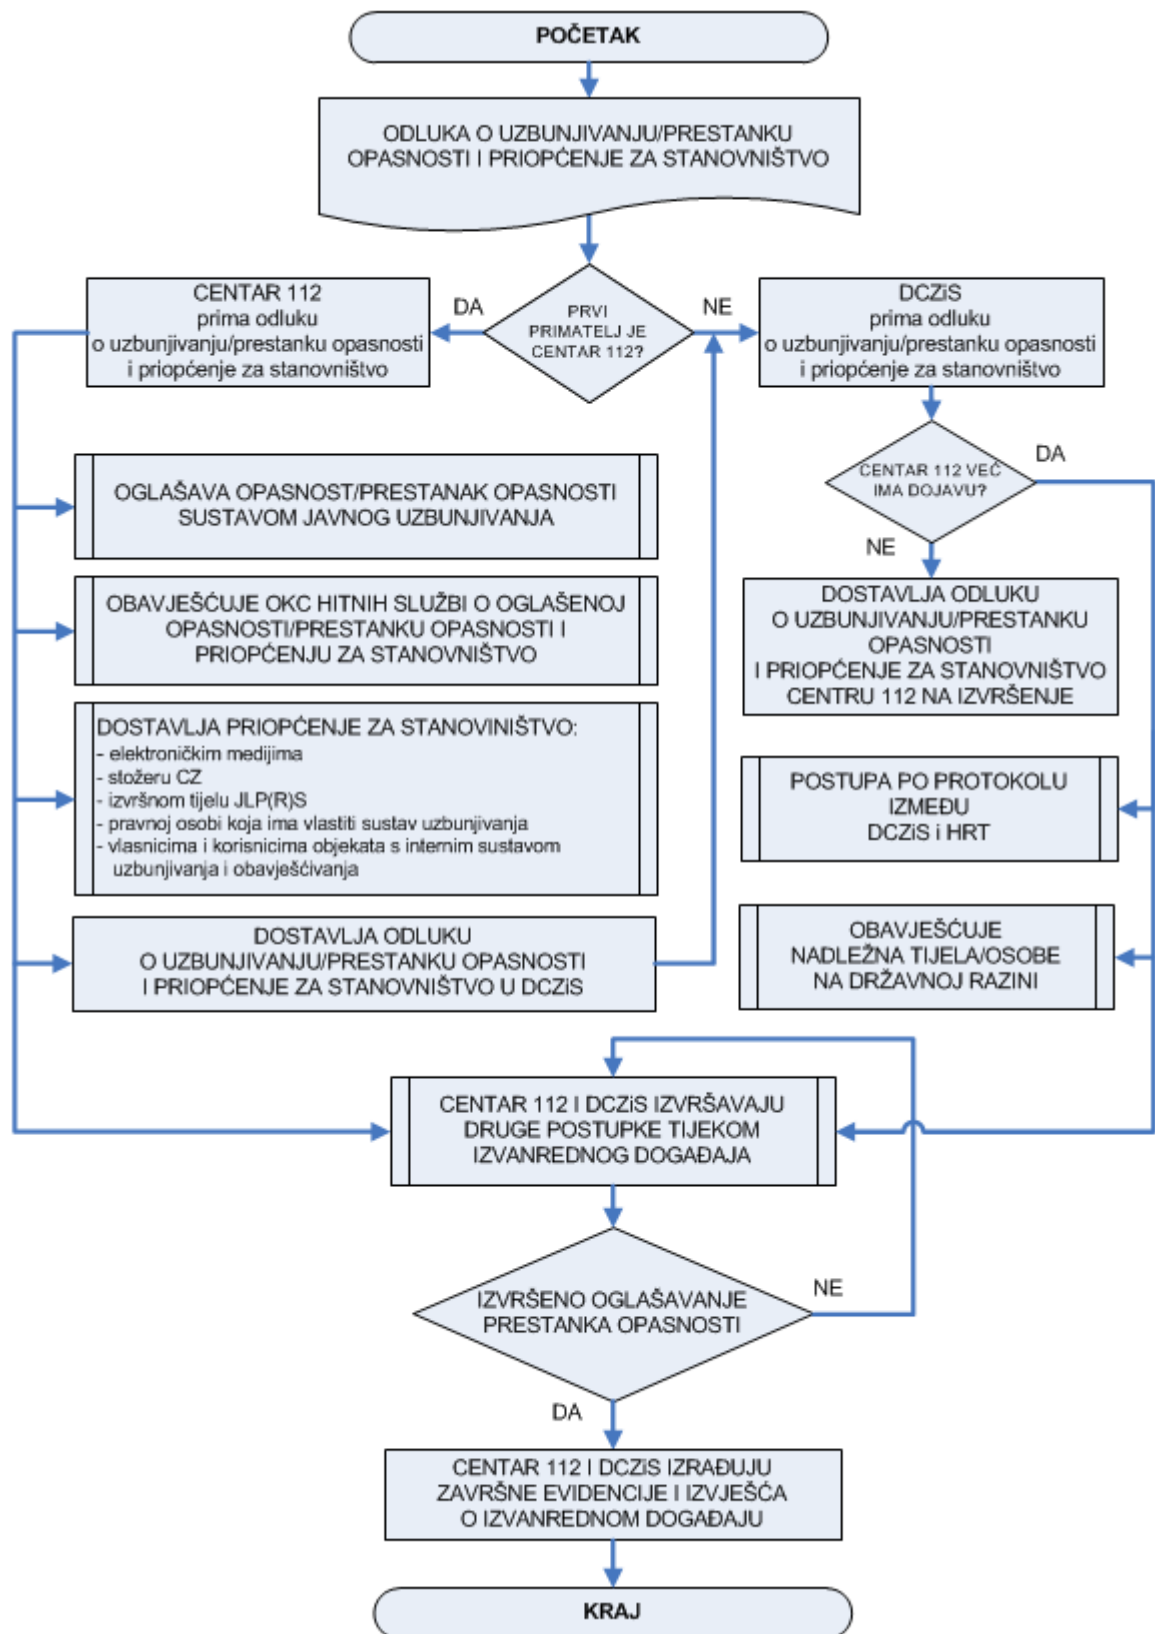 POČETAK
ODLUKA O UZBUNJIVANJU/PRESTANKU
OPASNOSTI I PRIOPĆENJE ZA STANOVNIŠTVO
PRVI
PRIMATELJ JE
CENTAR 112?
DA
NE
CENTAR 112
prima odluku
o uzbunjivanju/prestanku opasnosti
i priopćenje za stanovništvo
DCZiS
prima odluku
o uzbunjivanju/prestanku opasnosti
i priopćenje za stanovništvo
CENTAR 112 VEĆ
IMA DOJAVU?
DA
NE
OGLAŠAVA OPASNOST/PRESTANAK OPASNOSTI
SUSTAVOM JAVNOG UZBUNJIVANJA
OBAVJEŠĆUJE OKC HITNIH SLUŽBI O OGLAŠENOJ
OPASNOSTI/PRESTANKU OPASNOSTI I
PRIOPĆENJU ZA STANOVNIŠTVO
DOSTAVLJA PRIOPĆENJE ZA STANOVINIŠTVO:
- elektroničkim medijima
- stožeru CZ
- izvršnom tijelu JLP(R)S
- pravnoj osobi koja ima vlastiti sustav uzbunjivanja
- vlasnicima i korisnicima objekata s internim sustavom
uzbunjivanja i obavješćivanja
DOSTAVLJA ODLUKU
O UZBUNJIVANJU/PRESTANKU OPASNOSTI
I PRIOPĆENJE ZA STANOVNIŠTVO U DCZiS
DOSTAVLJA ODLUKU
O UZBUNJIVANJU/PRESTANKU
OPASNOSTI
I PRIOPĆENJE ZA STANOVNIŠTVO
CENTRU 112 NA IZVRŠENJE
POSTUPA PO PROTOKOLU
IZMEĐU
DCZiS i HRT
OBAVJEŠĆUJE
NADLEŽNA TIJELA/OSOBE
NA DRŽAVNOJ RAZINI
CENTAR 112 I DCZiS IZVRŠAVAJU
DRUGE POSTUPKE TIJEKOM
IZVANREDNOG DOGAĐAJA
IZVRŠENO OGLAŠAVANJE
PRESTANKA OPASNOSTI
NE
DA
CENTAR 112 I DCZiS IZRAĐUJU
ZAVRŠNE EVIDENCIJE I IZVJEŠĆA
O IZVANREDNOM DOGAĐAJU
KRAJ